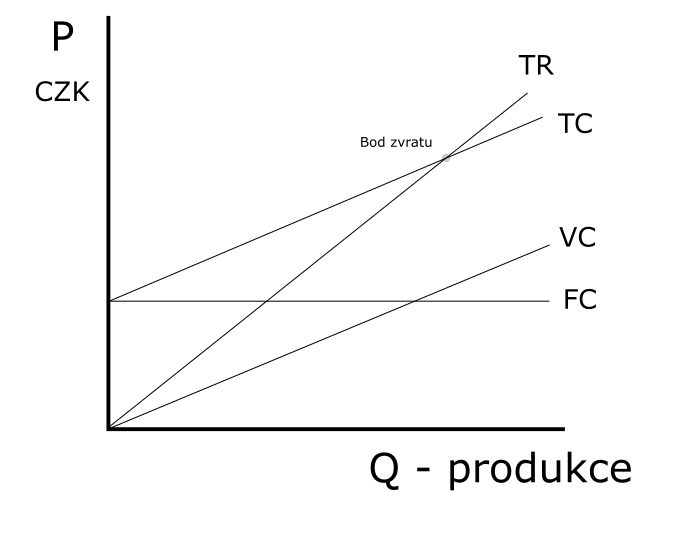 P
CZK
TR
TC
Bod zvratu
VC
FC
Q - produkce